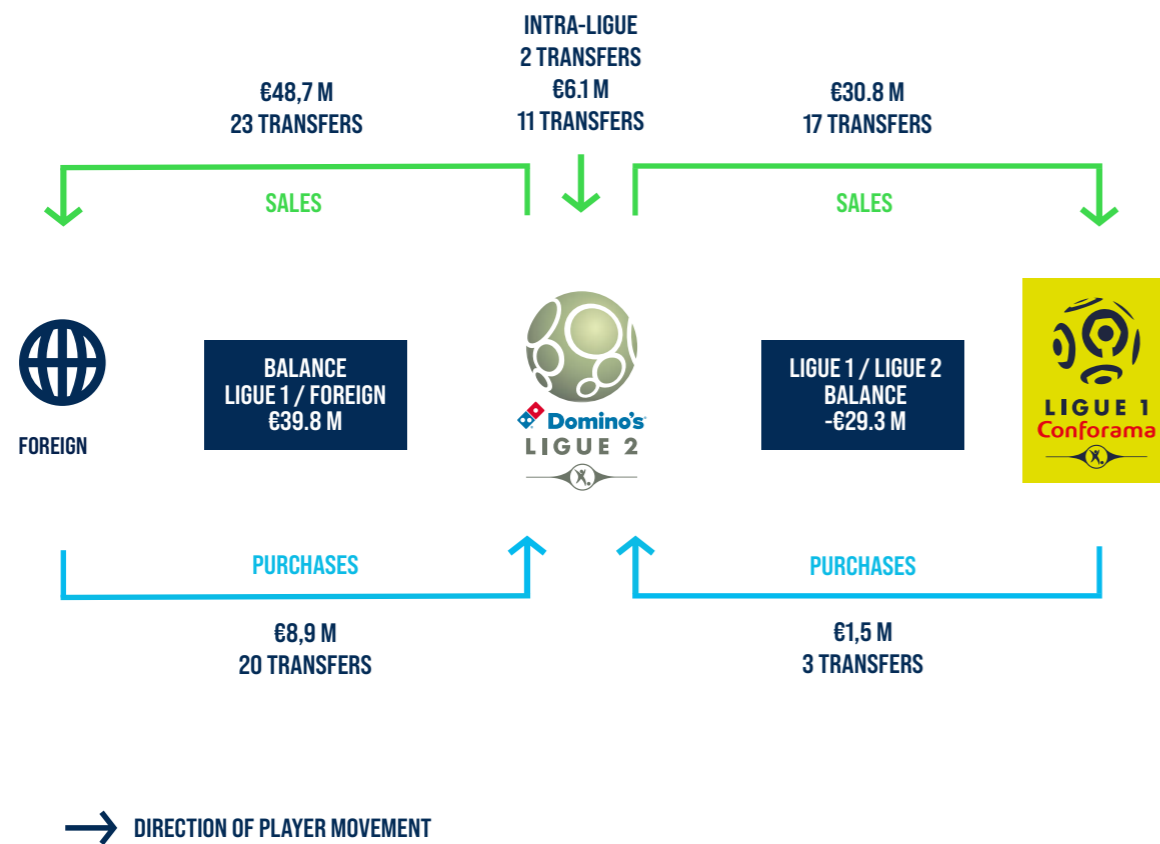 INTRA-LIGUE
2 TRANSFERS
€6.1 M
11 TRANSFERS
€48,7 M
23 TRANSFERS
€30.8 M
17 TRANSFERS
SALES
SALES
FOREIGN
BALANCE
LIGUE 1 / FOREIGN
€39.8 M
Domino's
LIGUE 2
LIGUE 1 / LIGUE 2
BALANCE
-€29.3 M
LIGUE 1
Conforama
PURCHASES
PURCHASES
€8,9 M
20 TRANSFERS
€1,5 M
3 TRANSFERS
DIRECTION OF PLAYER MOVEMENT